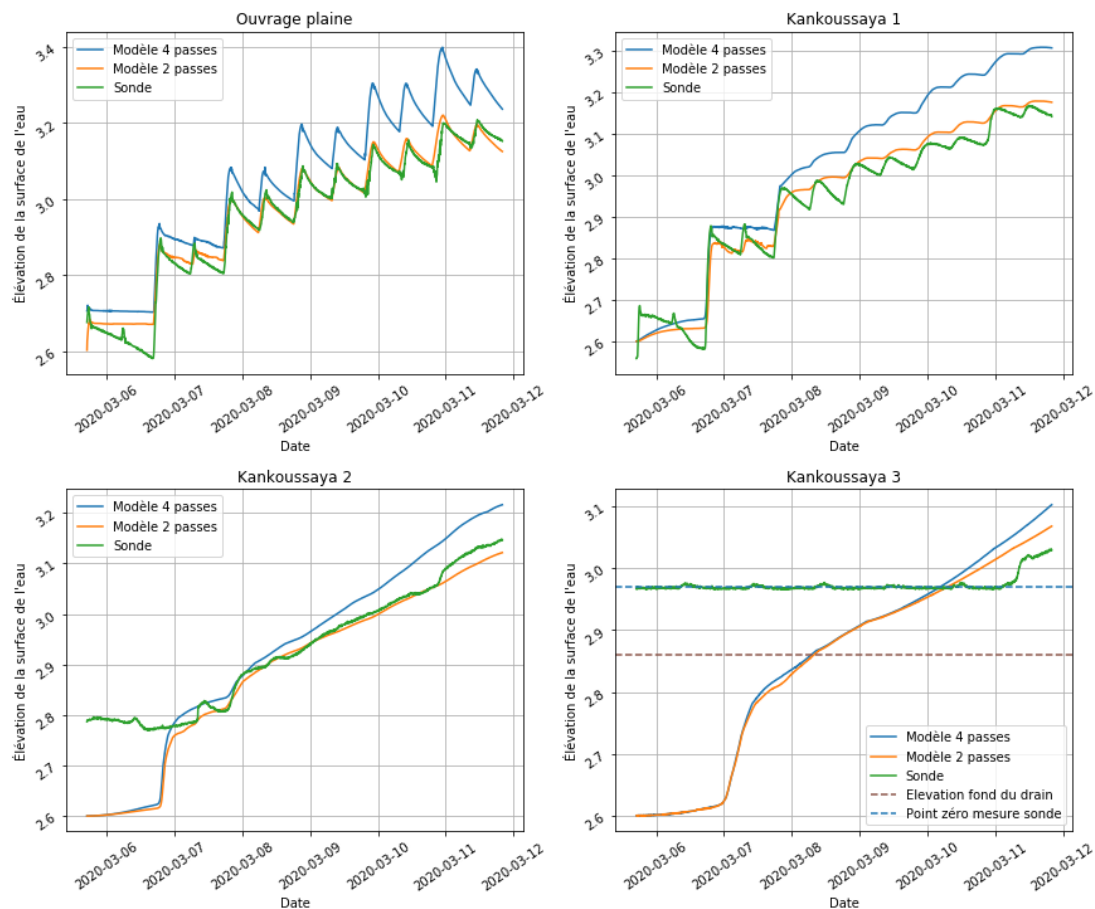 Ouvrage plaine
Élévation de la surface de l'eau
3.4
3.2
3.0
2.8
2.6
Modèle 4 passes
Modèle 2 passes
Sonde
2020-03-06
2020-03-07
2020-03-08
2020-03-09
2020-03-10
2020-03-11
2020-03-12
Date
Kankoussaya 1
Élévation de la surface de l'eau
3.3
3.2
3.1
3.0
2.9
2.8
2.7
2.6
Modèle 4 passes
Modèle 2 passes
Sonde
2020-03-06
2020-03-07
2020-03-08
2020-03-09
2020-03-10
2020-03-11
2020-03-12
Date
Kankoussaya 2
Élévation de la surface de l'eau
3.2
3.1
3.0
2.9
2.8
2.7
2.6
Modèle 4 passes
Modèle 2 passes
Sonde
2020-03-06
2020-03-07
2020-03-08
2020-03-09
2020-03-10
2020-03-11
2020-03-12
Date
Kankoussaya 3
Élévation de la surface de l'eau
3.1
3.0
2.9
2.8
2.7
2.6
Modèle 4 passes
Modèle 2 passes
Sonde
Elevation fond du drain
Point zéro mesure sonde
2020-03-06
2020-03-07
2020-03-08
2020-03-09
2020-03-10
2020-03-11
2020-03-12
Date